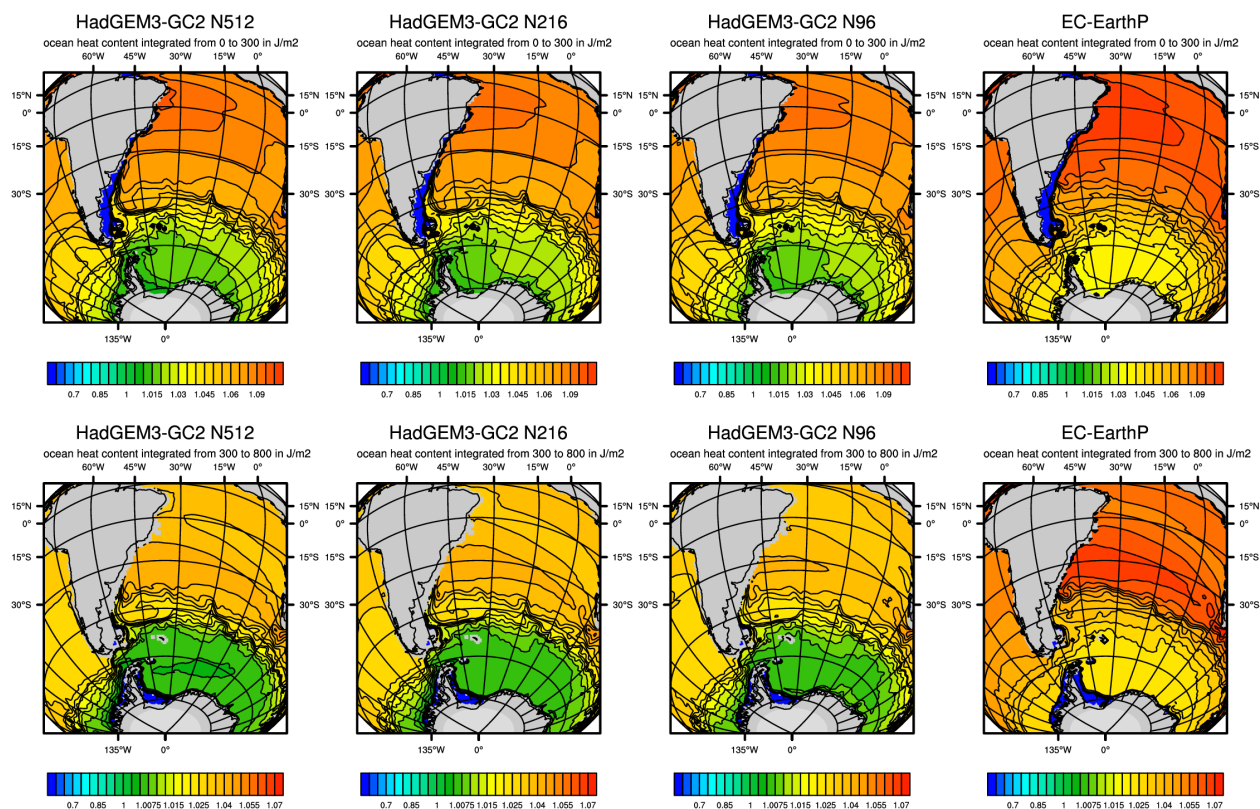 HadGEM3-GC2 N512 HadGEM3-GC2 N216 HadGEM3-GC2 N96 EC-EarthP
ocean heat content integrated from 0 to 300 in J/m2 ocean heat content integrated from 0 to 300 in J/m2 ocean heat content integrated from 0 to 300 in J/m2 ocean heat content integrated from 0 to 300 in J/m2
60°W 45°W 30°W 15°W 0° 60°W 45°W 30°W 15°W 0° 60°W 45°W 30°W 15°W 0° 60°W 45°W 30°W 15°W 0°
15°N 15°N 15°N 15°N 15°N 15°N 15°N 15°N
0° 0° 0° 0° 0° 0° 0° 0°
15°S 15°S 15°S 15°S 15°S 15°S 15°S 15°S
30°S 30°S 30°S 30°S 30°S 30°S 30°S 30°S
135°W 0° 135°W 0° 135°W 0° 135°W 0°
0.7 0.85 1 1.015 1.03 1.045 1.06 1.09 0.7 0.85 1 1.015 1.03 1.045 1.06 1.09 0.7 0.85 1 1.015 1.03 1.045 1.06 1.09 0.7 0.85 1 1.015 1.03 1.045 1.06 1.09
HadGEM3-GC2 N512 HadGEM3-GC2 N216 HadGEM3-GC2 N96 EC-EarthP
ocean heat content integrated from 300 to 800 in J/m2 ocean heat content integrated from 300 to 800 in J/m2 ocean heat content integrated from 300 to 800 in J/m2 ocean heat content integrated from 300 to 800 in J/m2
60°W 45°W 30°W 15°W 0° 60°W 45°W 30°W 15°W 0° 60°W 45°W 30°W 15°W 0° 60°W 45°W 30°W 15°W 0°
15°N 15°N 15°N 15°N 15°N 15°N 15°N 15°N
0° 0° 0° 0° 0° 0° 0° 0°
15°S 15°S 15°S 15°S 15°S 15°S 15°S 15°S
30°S 30°S 30°S 30°S 30°S 30°S 30°S 30°S
135°W 0° 135°W 0° 135°W 0° 135°W 0°
0.7 0.85 1 1.0075 1.015 1.025 1.04 1.055 1.07 0.7 0.85 1 1.0075 1.015 1.025 1.04 1.055 1.07 0.7 0.85 1 1.0075 1.015 1.025 1.04 1.055 1.07 0.7 0.85 1 1.0075 1.015 1.025 1.04 1.055 1.07